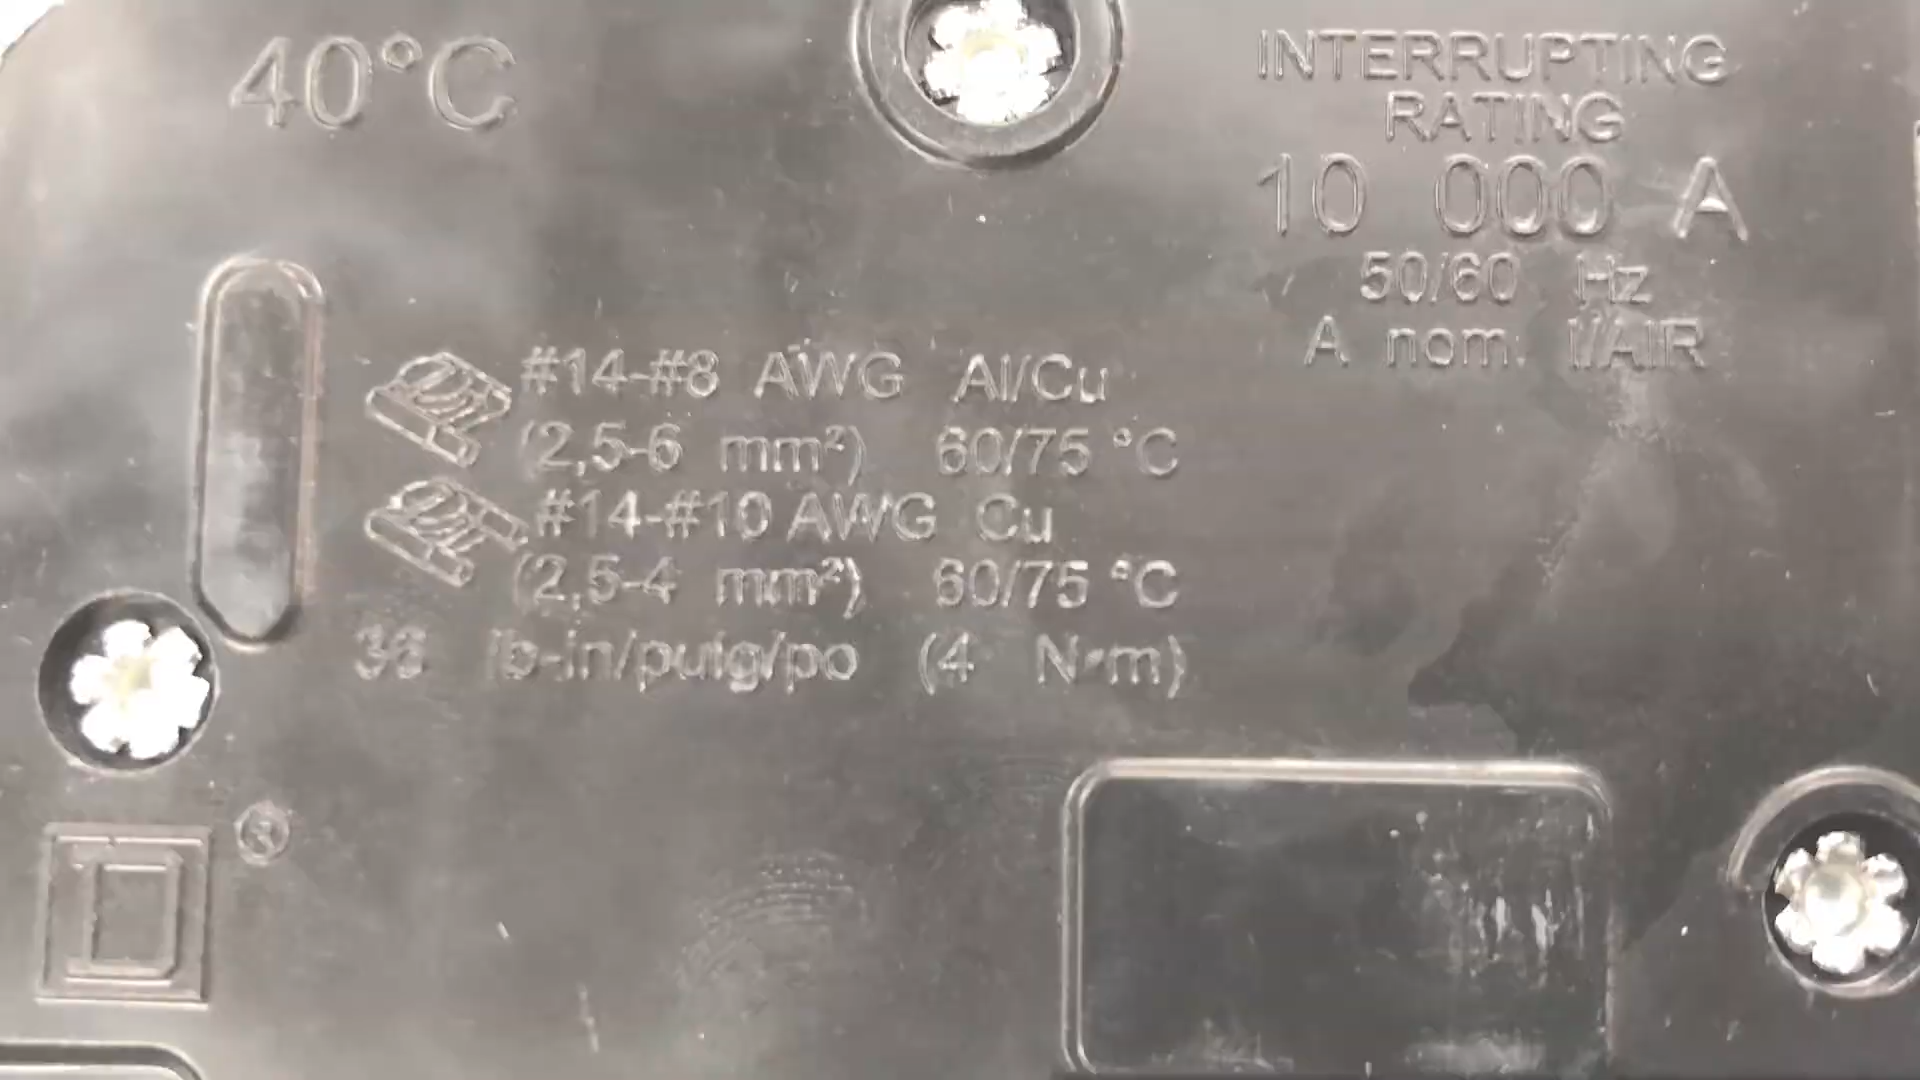 40°C
INTERRUPTING
RATING
10 000 A
50/60 Hz
A nom. I/AIR
#14-#8 AWG Al/Cu
(2,5-6 mm²) 60/75 °C
#14-#10 AWG Cu
(2,5-4 mm²) 60/75 °C
36 lb-in/pulg/po (4 N•m)
D ®